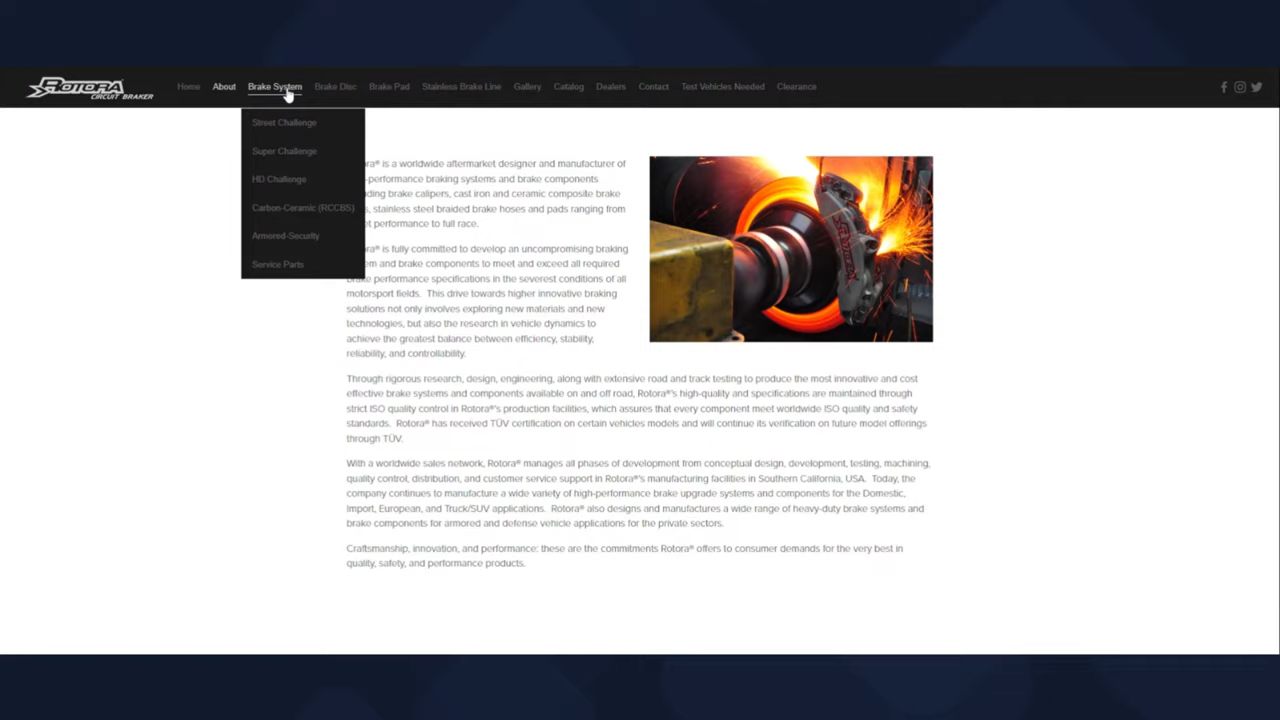 ROTORA
CIRCUIT BRAKER
Home About Brake System Brake Disc Brake Pad Stainless Brake Line Gallery Catalog Dealers Contact Test Vehicles Needed Clearance
Street Challenge
Super Challenge
HD Challenge
Carbon-Ceramic (RCCBS)
Armored-Security
Service Parts
is a worldwide aftermarket designer and manufacturer of
braking systems and brake components
brake calipers, cast iron and ceramic composite brake
stainless steel braided brake hoses and pads ranging from
performance to full race.
is fully committed to develop an uncompromising braking
and brake components to meet and exceed all required
brake performance specifications in the severest conditions of all
motorsport fields. This drive towards higher innovative braking
solutions not only involves exploring new materials and new
technologies, but also the research in vehicle dynamics to
achieve the greatest balance between efficiency, stability,
reliability, and controllability.
ROTORA
Through rigorous research, design, engineering, along with extensive road and track testing to produce the most innovative and cost
effective brake systems and components available on and off road, Rotora®'s high-quality and specifications are maintained through
strict ISO quality control in Rotora®'s production facilities, which assures that every component meet worldwide ISO quality and safety
standards. Rotora® has received TÜV certification on certain vehicles models and will continue its verification on future model offerings
through TÜV.
With a worldwide sales network, Rotora® manages all phases of development from conceptual design, development, testing, machining,
quality control, distribution, and customer service support in Rotora®'s manufacturing facilities in Southern California, USA. Today, the
company continues to manufacture a wide variety of high-performance brake upgrade systems and components for the Domestic,
Import, European, and Truck/SUV applications. Rotora® also designs and manufactures a wide range of heavy-duty brake systems and
brake components for armored and defense vehicle applications for the private sectors.
Craftsmanship, innovation, and performance: these are the commitments Rotora® offers to consumer demands for the very best in
quality, safety, and performance products.